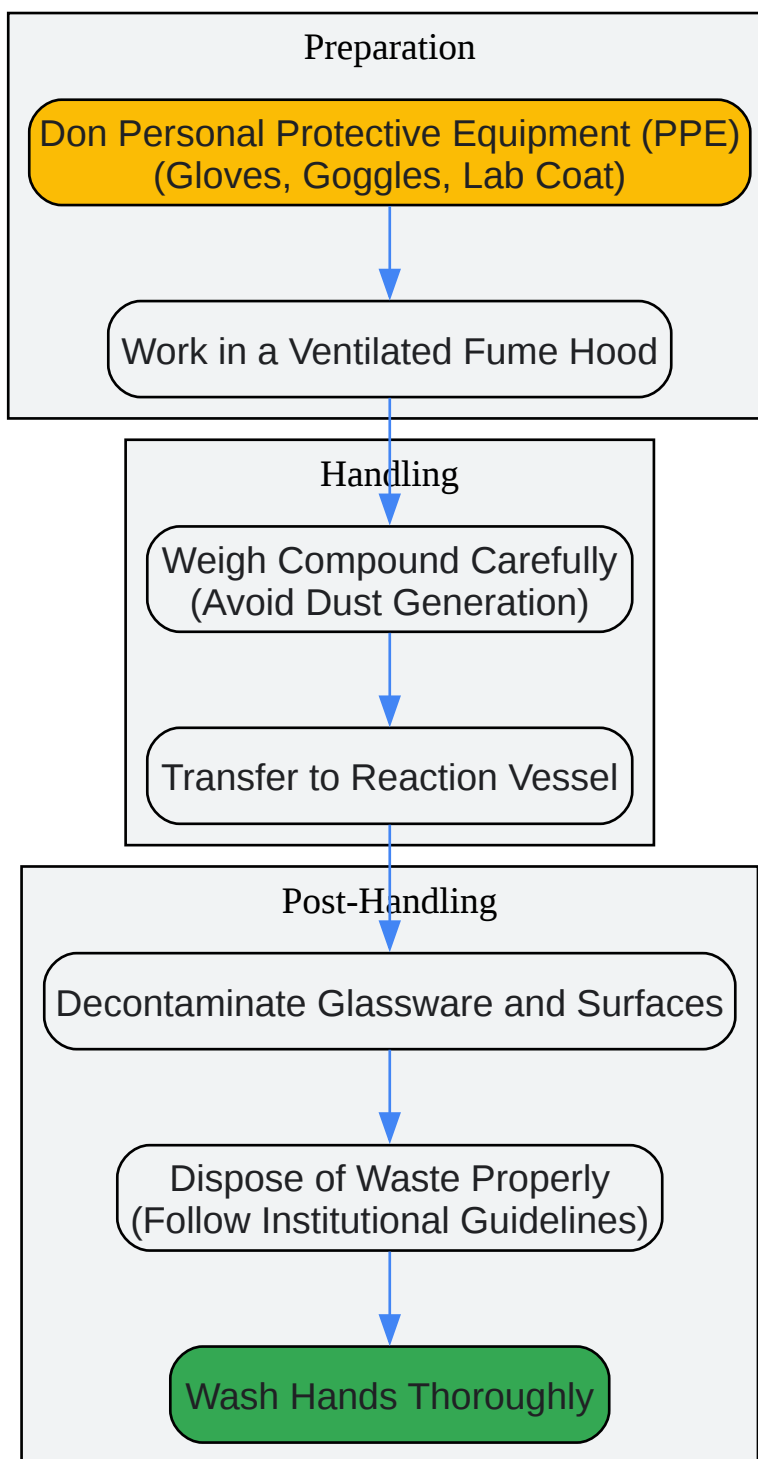 Preparation
Don Personal Protective Equipment (PPE)
(Gloves, Goggles, Lab Coat)
Work in a Ventilated Fume Hood
Handling
Weigh Compound Carefully
(Avoid Dust Generation)
Transfer to Reaction Vessel
Post-Handling
Decontaminate Glassware and Surfaces
Dispose of Waste Properly
(Follow Institutional Guidelines)
Wash Hands Thoroughly